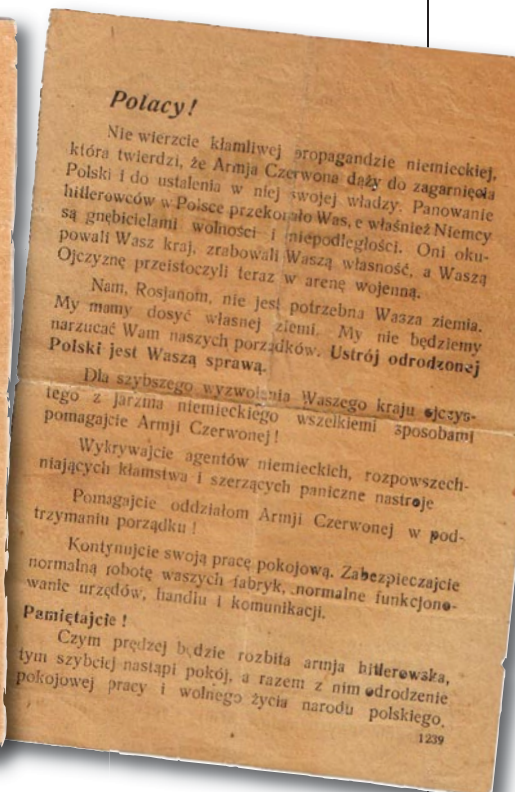 Polacy!
Nie wierzcie kłamliwej propagandzie niemieckiej,
która twierdzi, że Armja Czerwona dąży do zagarnięcia
Polski i do ustalenia w niej swojej władzy. Panowanie
hitlerowców w Polsce przekonało Was, e właśnież Niemcy
są gnębicielami wolności i niepodległości. Oni oku-
powali Wasz kraj, zrabowali Waszą własność, a Waszą
Ojczyznę przeistoczyli teraz w arenę wojenną.
Nam, Rosjanom, nie jest potrzebna Wasza ziemia.
My mamy dosyć własnej ziemi. My nie będziemy
narzucać Wam naszych porządków. Ustrój odrodzonej
Polski jest Waszą sprawą.
Dla szybszego wyzwolenia Waszego kraju ojczys-
tego z jarzma niemieckiego wszelkiemi sposobami
pomagajcie Armji Czerwonej!
Wykrywajcie agentów niemieckich, rozpowszech-
niających kłamstwa i szerzących paniczne nastroje
Pomagajcie oddziałom Armji Czerwonej w pod-
trzymaniu porządku!
Kontynujcie swoją pracę pokojową. Zabezpieczajcie
normalną robotę waszych fabryk, normalne funkcjono-
wanie urzędów, handlu i komunikacji.
Pamiętajcie!
Czym prędzej będzie rozbita armja hitlerowska,
tym szybciej nastąpi pokój, a razem z nim odrodzenie
pokojowej pracy i wolnego życia narodu polskiego.
1239